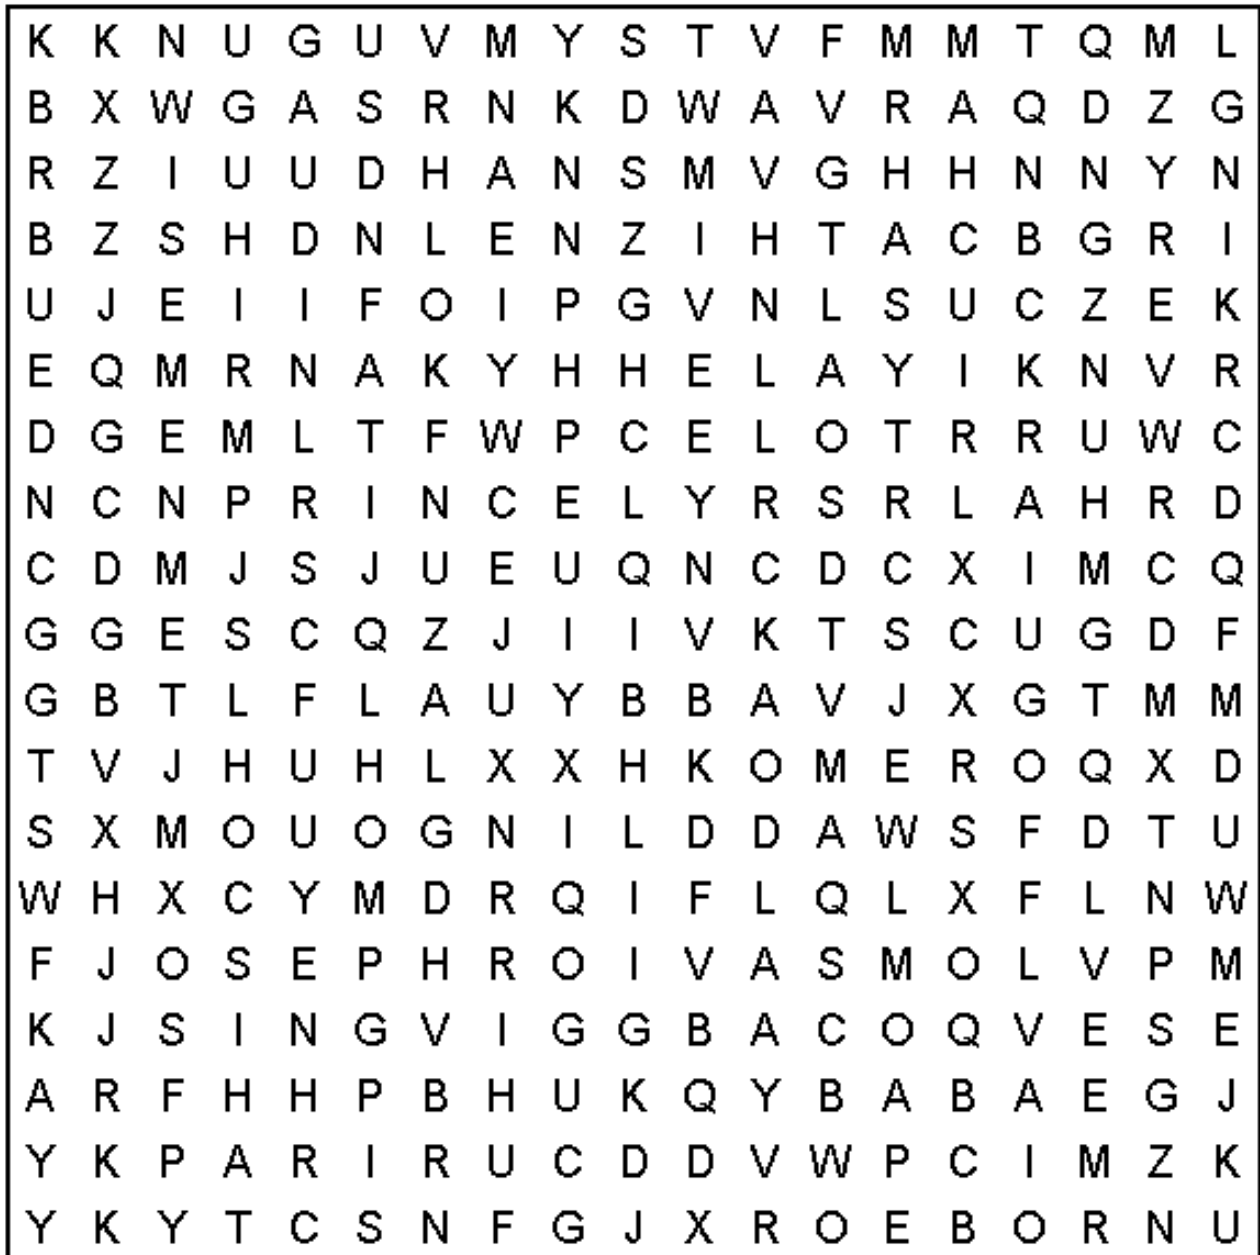 K K N U G U V M Y S T V F M M T Q M L
B X W G A S R N K D W A V R A Q D Z G
R Z I U U D H A N S M V G H H N N Y N
B Z S H D N L E N Z I H T A C B G R I
U J E I I F O I P G V N L S U C Z E K
E Q M R N A K Y H H E L A Y I K N V R
D G E M L T F W P C E L O T R R U W C
N C N P R I N C E L Y R S R L A H R D
C D M J S J U E U Q N C D C X I M C Q
G G E S C Q Z J I I V K T S C U G D F
G B T L F L A U Y B B A V J X G T M M
T V J H U H L X X H K O M E R O Q X D
S X M O U O G N I L D D A W S F D T U
W H X C Y M D R Q I F L Q L X F L N W
F J O S E P H R O I V A S M O L V P M
K J S I N G V I G G B A C O Q V E S E
A R F H H P B H U K Q Y B A B A E G J
Y K P A R I R U C D D V W P C I M Z K
Y K Y T C S N F G J X R O E B O R N U